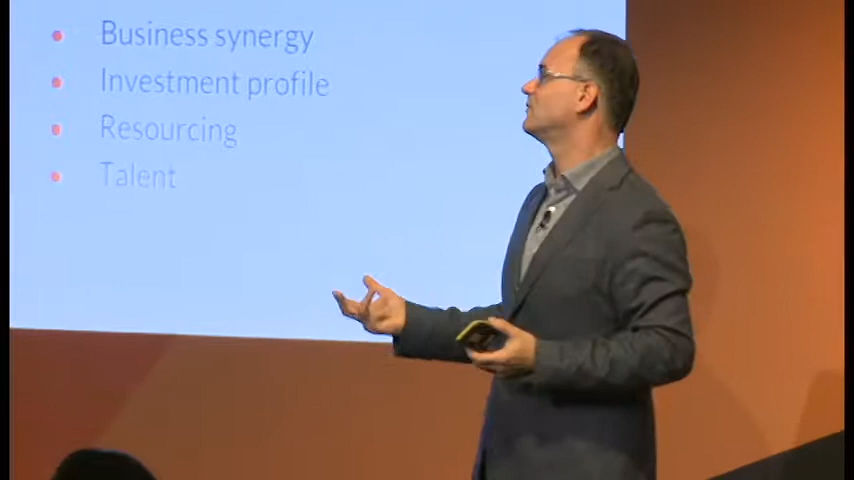 Business synergy
Investment profile
Resourcing
Talent